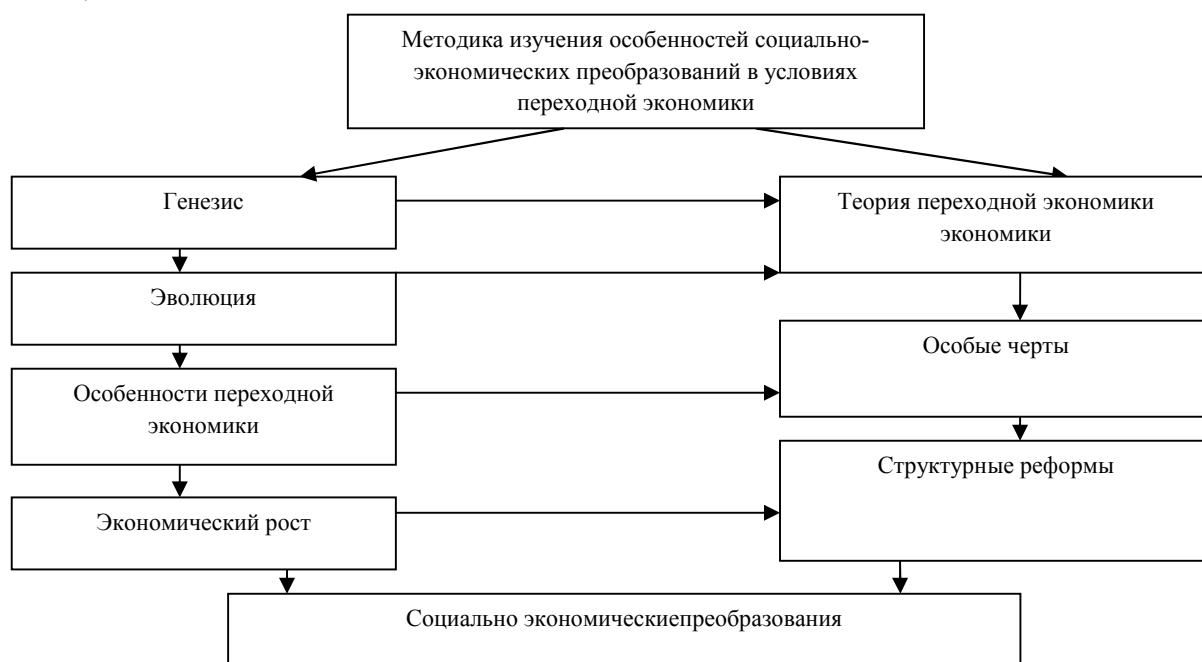 Методика изучения особенностей социально-
экономических преобразований в условиях
переходной экономики
Генезис
Теория переходной экономики
экономики
Эволюция
Особые черты
Особенности переходной
экономики
Структурные реформы
Экономический рост
Социально экономическиепреобразования